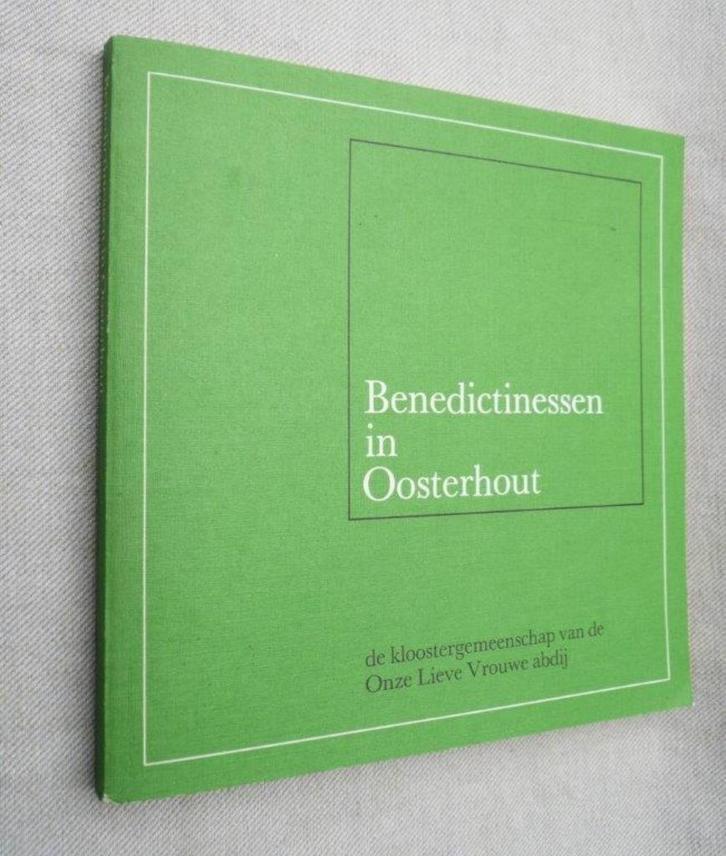 Benedictinessen
in
Oosterhout
de kloostergemeenschap van de
Onze Lieve Vrouwe abdij